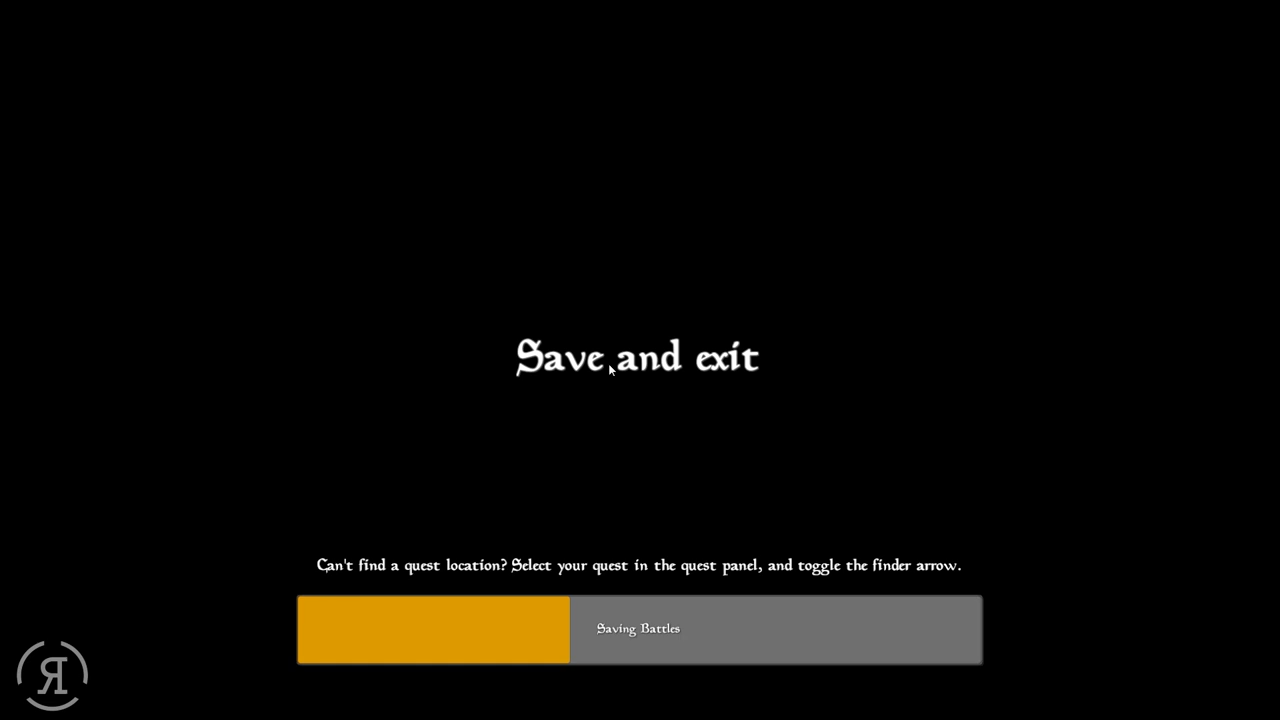 Save and exit
Can't find a quest location? Select your quest in the quest panel, and toggle the finder arrow.
Saving Battles